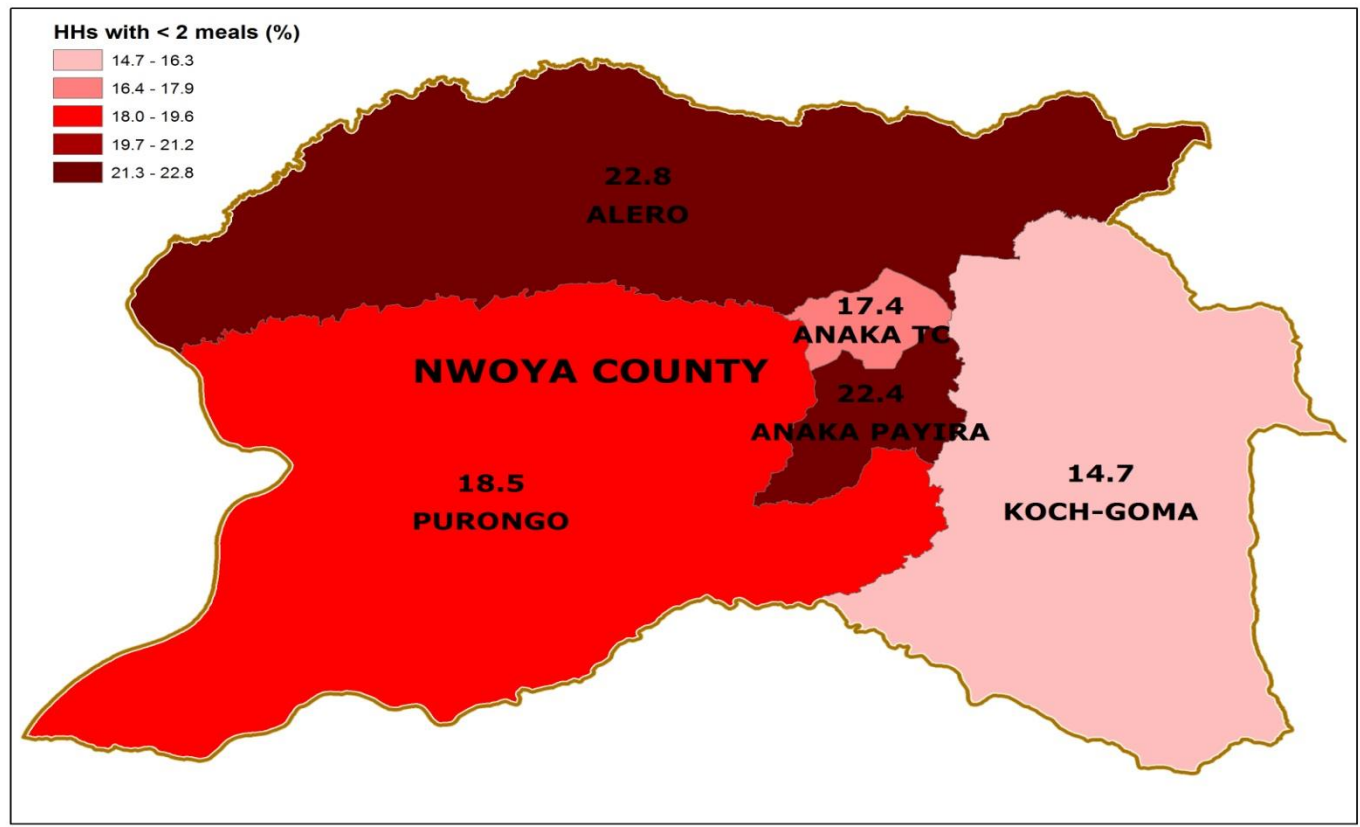 HHs with < 2 meals (%)
14.7 - 16.3
16.4 - 17.9
18.0 - 19.6
19.7 - 21.2
21.3 - 22.8
22.8
ALERO
17.4
ANAKA TC
NWOYA COUNTY
22.4
ANAKA PAYIRA
18.5
PURONGO
14.7
KOCH-GOMA